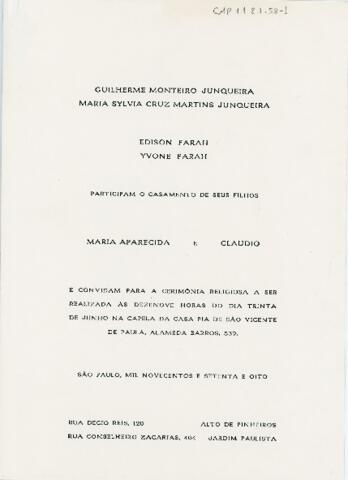 CMP 11 21.58-1
GUILHERME MONTEIRO JUNQUEIRA
MARIA SYLVIA CRUZ MARTINS JUNQUEIRA
EDISON FARAH
YVONE FARAH
PARTICIPAM O CASAMENTO DE SEUS FILHOS
MARIA APARECIDA E CLAUDIO
E CONVIDAM PARA A CERIMÔNIA RELIGIOSA A SER
REALIZADA ÀS DEZENOVE HORAS DO DIA TRINTA
DE JUNHO NA CAPELA DA CASA PIA DE SÃO VICENTE
DE PAULA, ALAMEDA BARROS, 539.
SÃO PAULO, MIL NOVECENTOS E SETENTA E OITO
RUA DECIO REIS, 120 ALTO DE PINHEIROS
RUA CONSELHEIRO ZACARIAS, 404 JARDIM PAULISTA